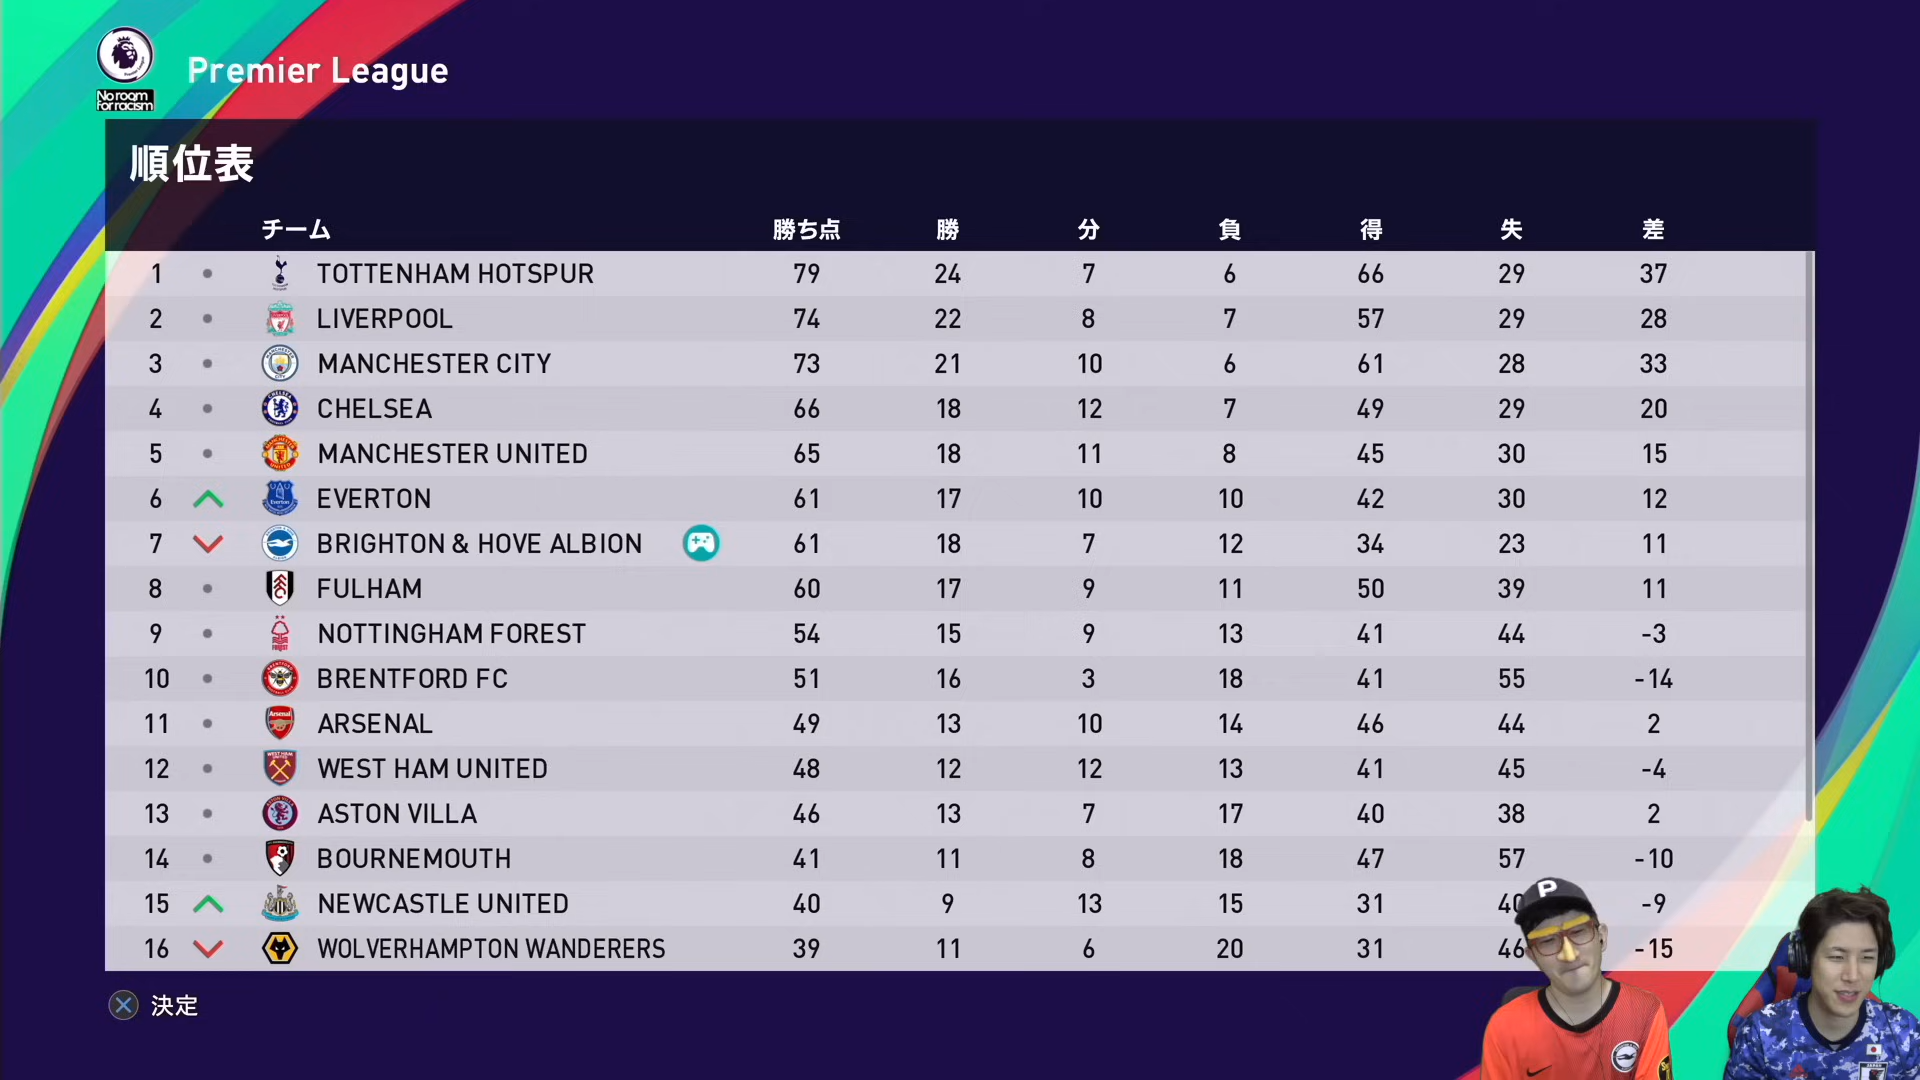 Premier League
No room
For racism
順位表
チーム 勝ち点 勝 分 負 得 失 差
1 TOTTENHAM HOTSPUR 79 24 7 6 66 29 37
2 LIVERPOOL 74 22 8 7 57 29 28
3 MANCHESTER CITY 73 21 10 6 61 28 33
4 CHELSEA 66 18 12 7 49 29 20
5 MANCHESTER UNITED 65 18 11 8 45 30 15
6 EVERTON 61 17 10 10 42 30 12
7 BRIGHTON & HOVE ALBION 61 18 7 12 34 23 11
8 FULHAM 60 17 9 11 50 39 11
9 NOTTINGHAM FOREST 54 15 9 13 41 44 -3
10 BRENTFORD FC 51 16 3 18 41 55 -14
11 ARSENAL 49 13 10 14 46 44 2
12 WEST HAM UNITED 48 12 12 13 41 45 -4
13 ASTON VILLA 46 13 7 17 40 38 2
14 BOURNEMOUTH 41 11 8 18 47 57 -10
15 NEWCASTLE UNITED 40 9 13 15 31 40 -9
16 WOLVERHAMPTON WANDERERS 39 11 6 20 31 46 -15
決定
P